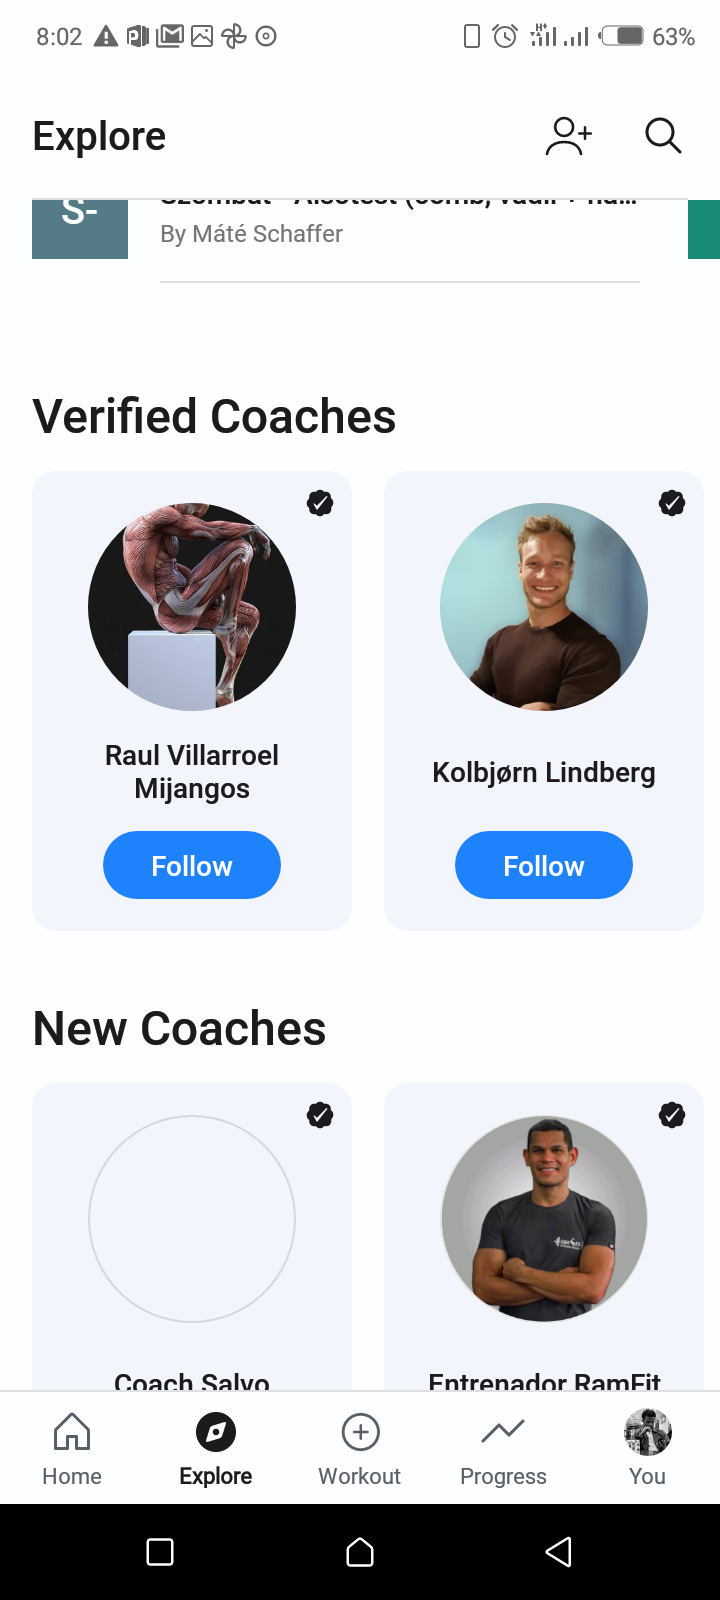 8:02
63%
Explore
S-
By Máté Schaffer
Verified Coaches
Raul Villarroel
Mijangos
Kolbjørn Lindberg
Follow
Follow
New Coaches
Coach Salvo
Entrenador RamFit
Home
Explore
Workout
Progress
You